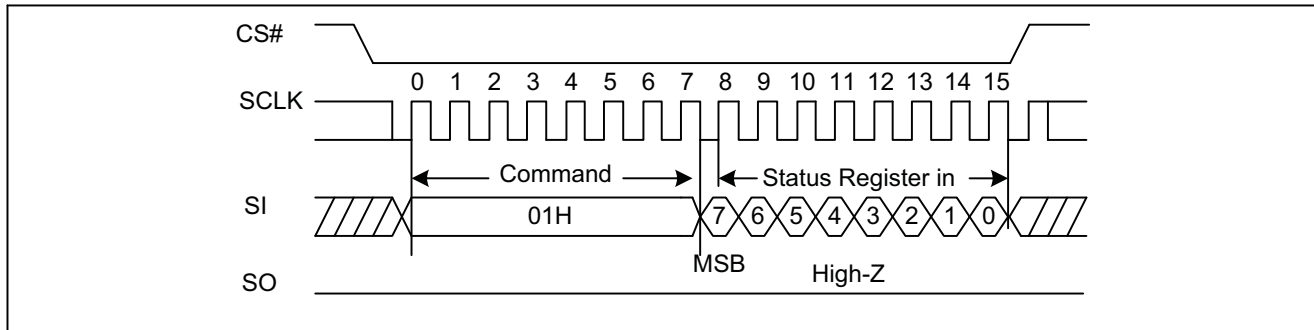 CS#
0 1 2 3 4 5 6 7 8 9 10 11 12 13 14 15
SCLK
Command Status Register in
SI 01H 7 6 5 4 3 2 1 0
MSB High-Z
SO